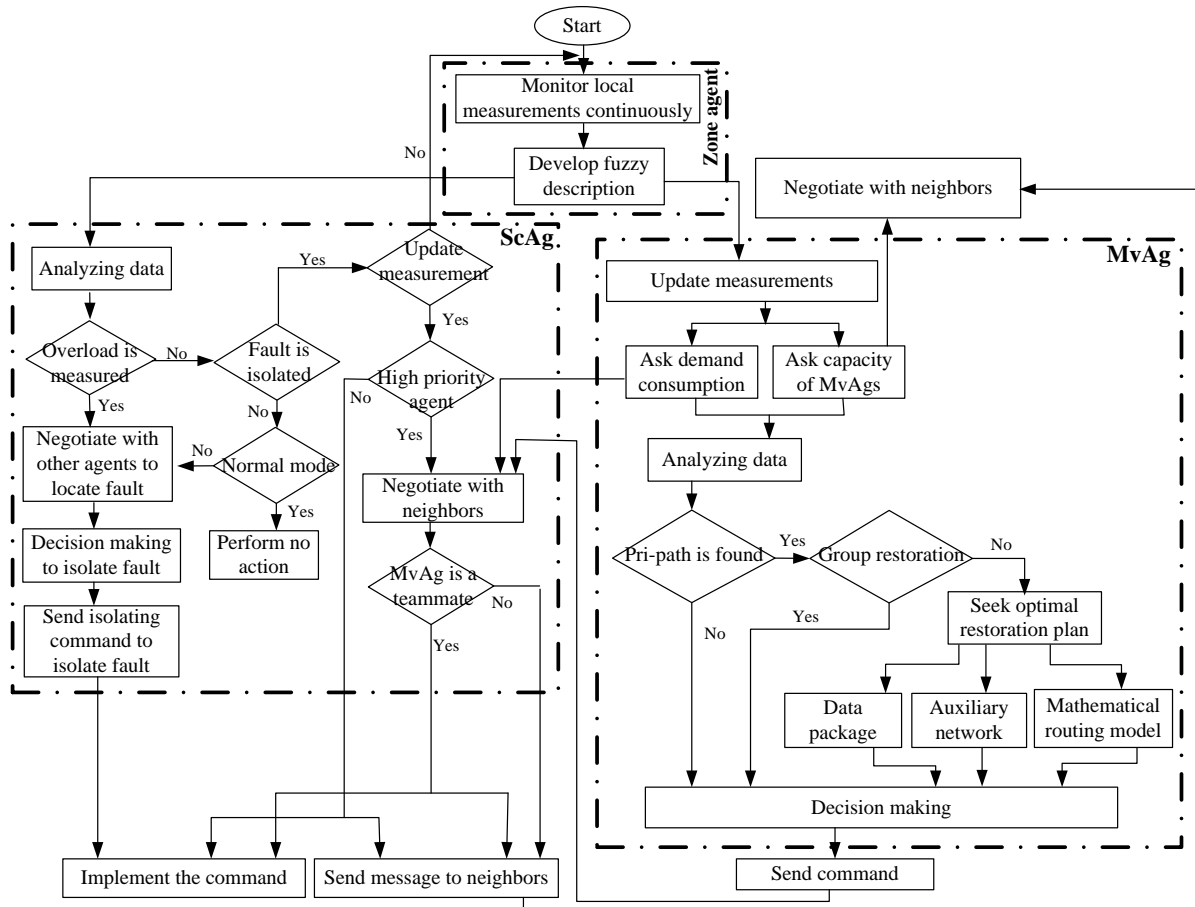 Start
Monitor local
measurements continuously
Zone agent
No
Develop fuzzy
description
Negotiate with neighbors
ScAg
Analyzing data
Yes
Update
measurement
MvAg
Update measurements
Yes
Overload is
measured
No
Fault is
isolated
High priority
agent
Ask demand
consumption
Ask capacity
of MvAgs
Yes
No
No
Negotiate with
other agents to
locate fault
No
Normal mode
Yes
Analyzing data
Negotiate with
neighbors
Yes
Decision making
to isolate fault
Perform no
action
Pri-path is found
Yes
Group restoration
No
MvAg is a
teammate
No
Send isolating
command to
isolate fault
Yes
No
Yes
Seek optimal
restoration plan
Data
package
Auxiliary
network
Mathematical
routing model
Decision making
Implement the command
Send message to neighbors
Send command